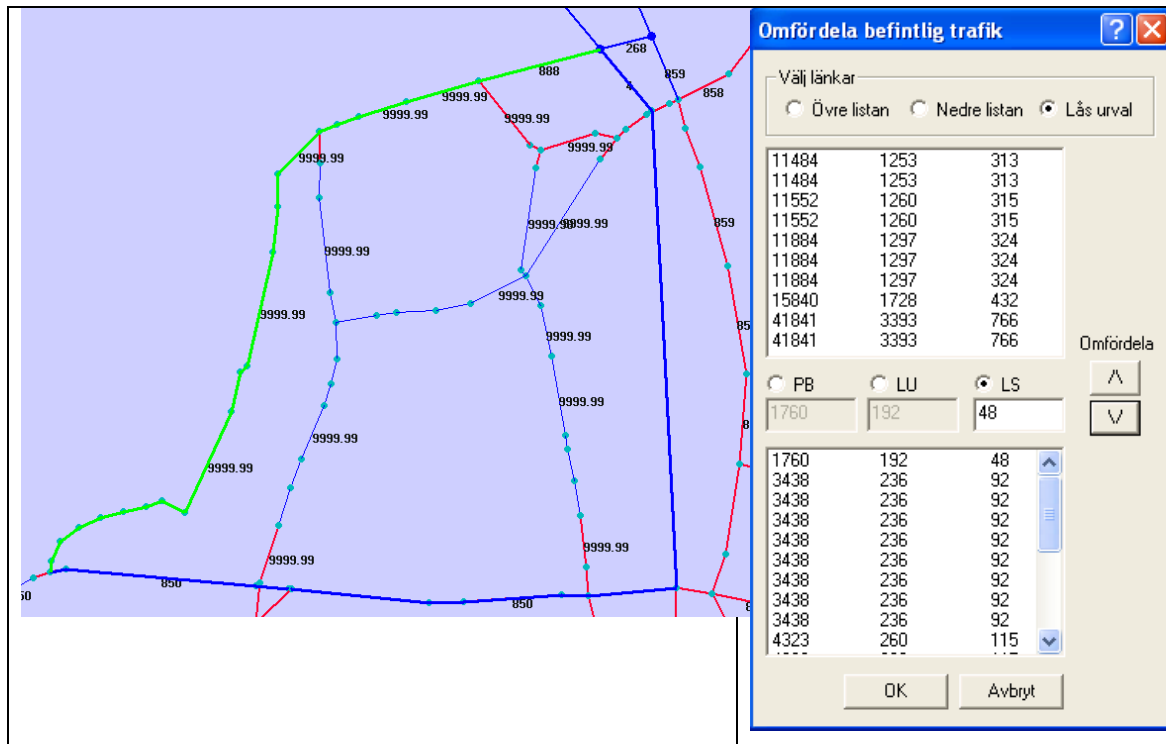 268
888
4
859
858
9999.99
9999.99
9999.99
9999.99
859
9999.99
9999.99
9999.99
9999.99
9999.99
9999.99
9999.99
9999.99
9999.99
9999.99
9999.99
850
850
Omfördela befintlig trafik
Välj länkar
Övre listan Nedre listan Lås urval
11484 1253 313
11484 1253 313
11552 1260 315
11552 1260 315
11884 1297 324
11884 1297 324
11884 1297 324
15840 1728 432
41841 3393 766
41841 3393 766
Omfördela
/\
PB LU LS
1760 192 48
\/
1760 192 48
3438 236 92
3438 236 92
3438 236 92
3438 236 92
3438 236 92
3438 236 92
3438 236 92
3438 236 92
4323 260 115
OK Avbryt